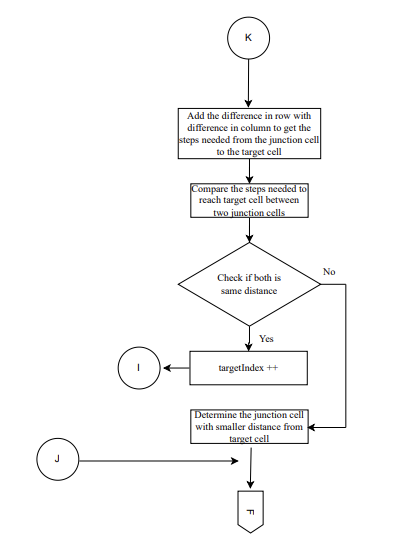 K
Add the difference in row with
difference in column to get the
steps needed from the junction cell
to the target cell
Compare the steps needed to
reach target cell between
two junction cells
Check if both is
same distance
No
Yes
targetIndex ++
I
Determine the junction cell
with smaller distance from
target cell
J
F